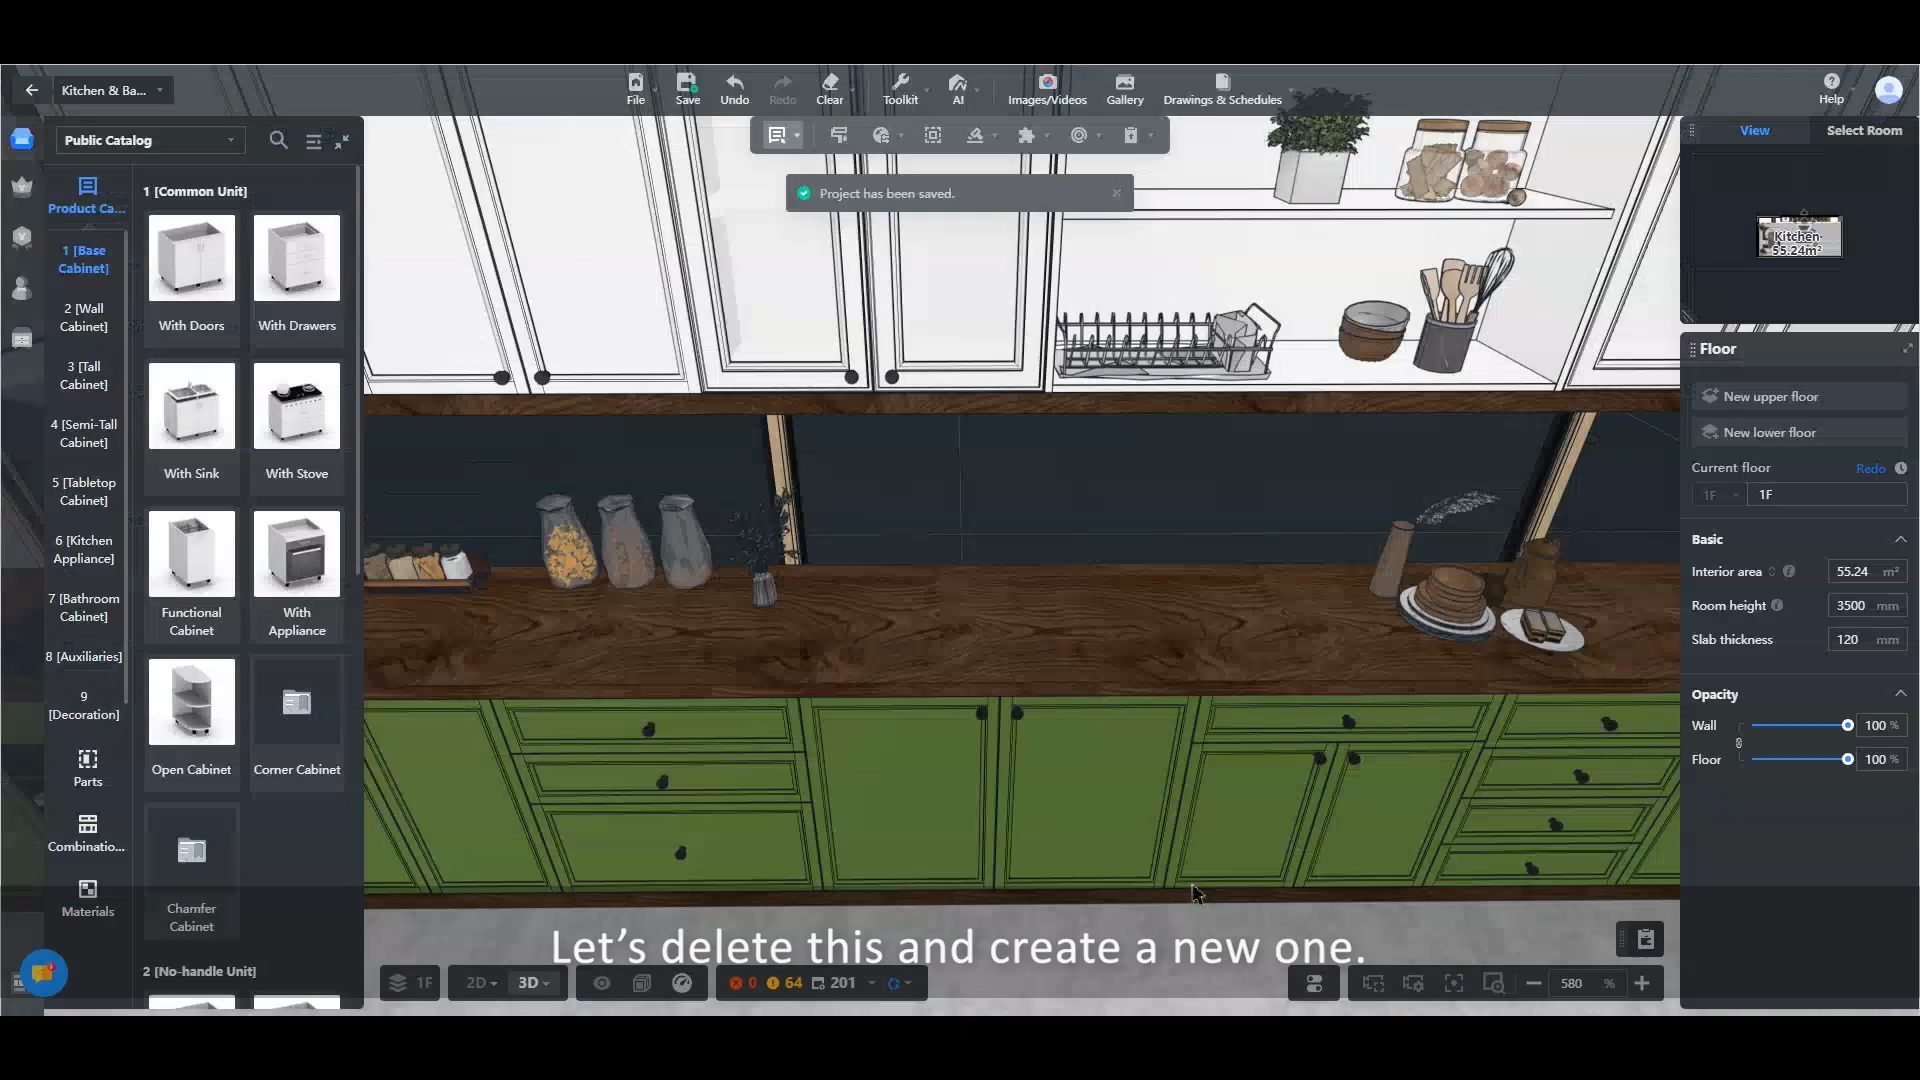 Kitchen & Ba...
File
Save
Undo
Redo
Clear
Toolkit
AI
Images/Videos
Gallery
Drawings & Schedules
Help
Public Catalog
Product Ca...
1 [Base
Cabinet]
2 [Wall
Cabinet]
3 [Tall
Cabinet]
4 [Semi-Tall
Cabinet]
5 [Tabletop
Cabinet]
6 [Kitchen
Appliance]
7 [Bathroom
Cabinet]
8 [Auxiliaries]
9
[Decoration]
Parts
Combinatio...
Materials
1 [Common Unit]
With Doors
With Drawers
With Sink
With Stove
Functional
Cabinet
With
Appliance
Open Cabinet
Corner Cabinet
Chamfer
Cabinet
2 [No-handle Unit]
Project has been saved.
View
Select Room
Kitchen
55.24m²
Floor
New upper floor
New lower floor
Current floor
Redo
1F
1F
Basic
Interior area
55.24 m²
Room height
3500 mm
Slab thickness
120 mm
Opacity
Wall
100 %
Floor
100 %
Let's delete this and create a new one.
1F
2D
3D
0
64
201
580 %